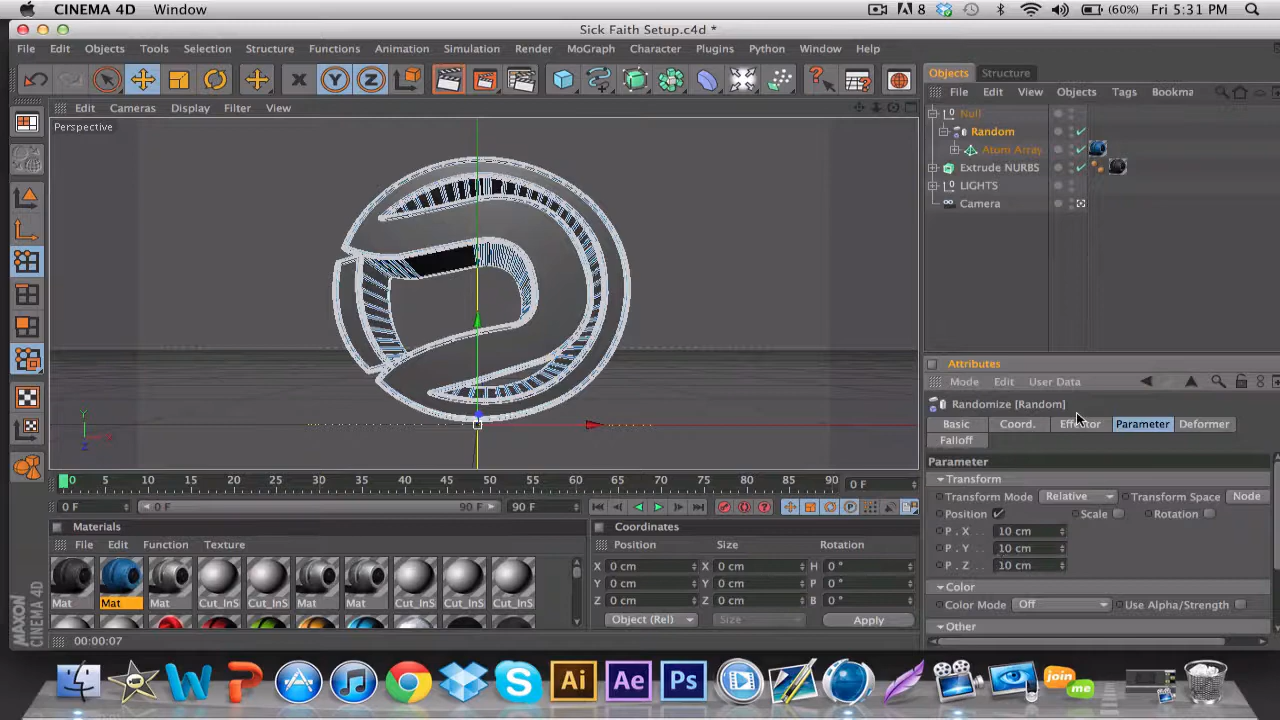 CINEMA 4D Window 8 (60%) Fri 5:31 PM
Sick Faith Setup.c4d *
File Edit Objects Tools Selection Structure Functions Animation Simulation Render MoGraph Character Plugins Python Window Help
Objects Structure
File Edit View Objects Tags Bookma
Edit Cameras Display Filter View
Perspective
Null
Random
Atom Array
Extrude NURBS
LIGHTS
Camera
Y
X
Z
Attributes
Mode Edit User Data
Randomize [Random]
Basic Coord. Effector Parameter Deformer
Falloff
Parameter
Transform
Transform Mode Relative Transform Space Node
Position Scale Rotation
P . X 10 cm
P . Y 10 cm
P . Z 10 cm
Color
Color Mode Off Use Alpha/Strength
Other
0 5 10 15 20 25 30 35 40 45 50 55 60 65 70 75 80 85 90 0 F
0 F 0 F 90 F 90 F
Materials
File Edit Function Texture
Mat Mat Mat Cut_InS Cut_InS Mat Mat Cut_InS Cut_InS Cut_InS
Coordinates
Position Size Rotation
X 0 cm X 0 cm H 0 °
Y 0 cm Y 0 cm P 0 °
Z 0 cm Z 0 cm B 0 °
Object (Rel) Size Apply
MAXON CINEMA 4D
00:00:07
W P S Ai Ae Ps join me